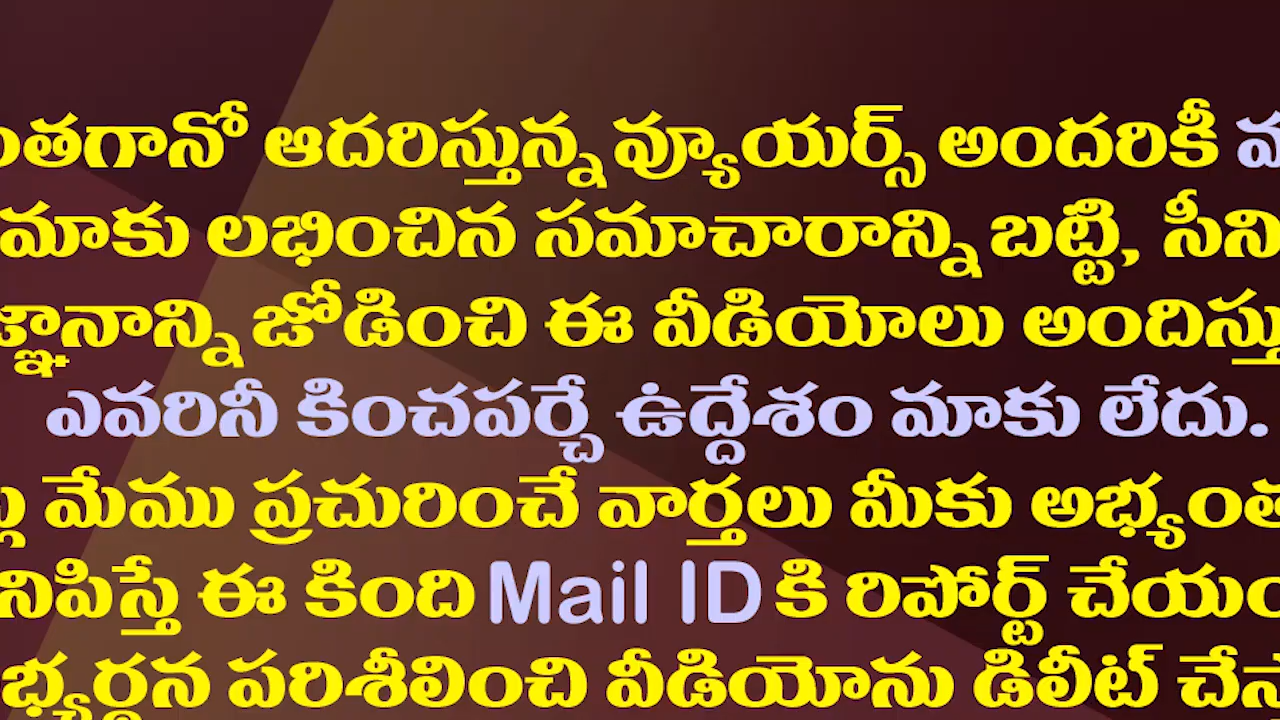 ంతగానో ఆదరిస్తున్న వ్యూయర్స్ అందరికీ
మాకు లభించిన సమాచారాన్ని బట్టి, సీని
జ్ఞానాన్ని జోడించి ఈ వీడియోలు అందిస్తు
ఎవరినీ కించపర్చే ఉద్దేశం మాకు లేదు.
మేము ప్రచురించే వార్తలు మీకు అభ్యంత
నిపిస్తే ఈ కింది Mail ID కి రిపోర్ట్ చేయం
భ్యర్థన పరిశీలించి వీడియోను డిలీట్ చేస